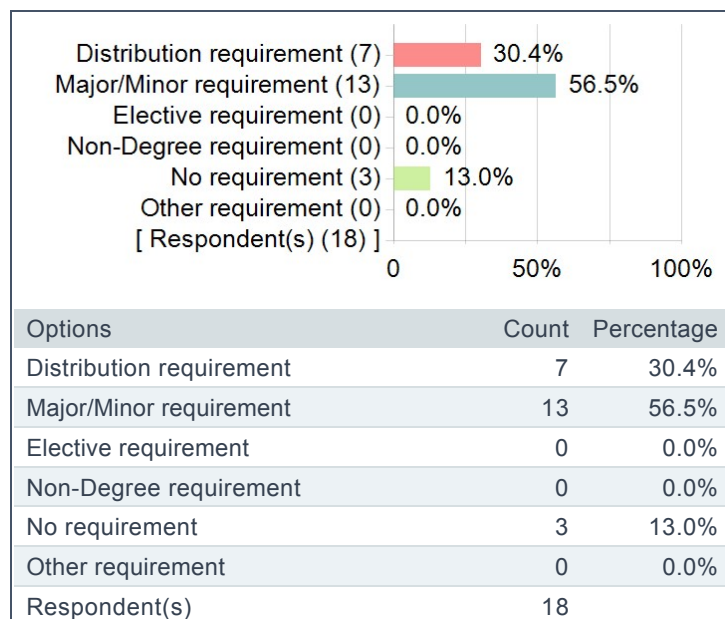 Distribution requirement (7) 30.4%
Major/Minor requirement (13) 56.5%
Elective requirement (0) 0.0%
Non-Degree requirement (0) 0.0%
No requirement (3) 13.0%
Other requirement (0) 0.0%
[ Respondent(s) (18) ]
0 50% 100%
Options Count Percentage
Distribution requirement 7 30.4%
Major/Minor requirement 13 56.5%
Elective requirement 0 0.0%
Non-Degree requirement 0 0.0%
No requirement 3 13.0%
Other requirement 0 0.0%
Respondent(s) 18